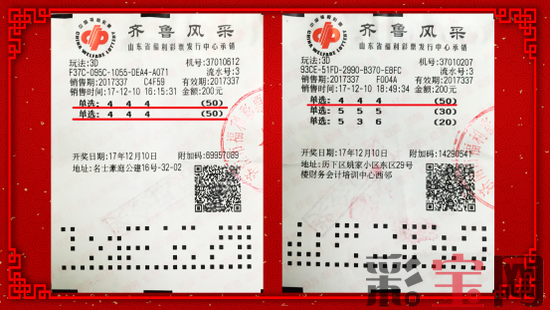 齐鲁风采
山东省福利彩票发行中心承销
玩法:3D 机号:37010612
F37C-095C-1055-DEA4-A071 流水号:3
销售期:2017337 C4F59 有效期:2017337
销售时间:17-12-10 16:15:31 金额:200元
单选: 4 4 4 (50)
单选: 4 4 4 (50)
开奖日期:17年12月10日 附加码:69957089
地址:名士豪庭公建16号-32-02
齐鲁风采
山东省福利彩票发行中心承销
玩法:3D 机号:37010207
93CE-51FD-2990-B370-E8FC 流水号:3
销售期:2017337 F004A 有效期:2017337
销售时间:17-12-10 18:49:34 金额:200元
单选: 4 4 4 (50)
单选: 5 5 5 (30)
单选: 5 3 6 (20)
开奖日期:17年12月10日 附加码:14290541
地址:历下区姚家小区东区29号
楼财务会计培训中心西邻
彩宝网